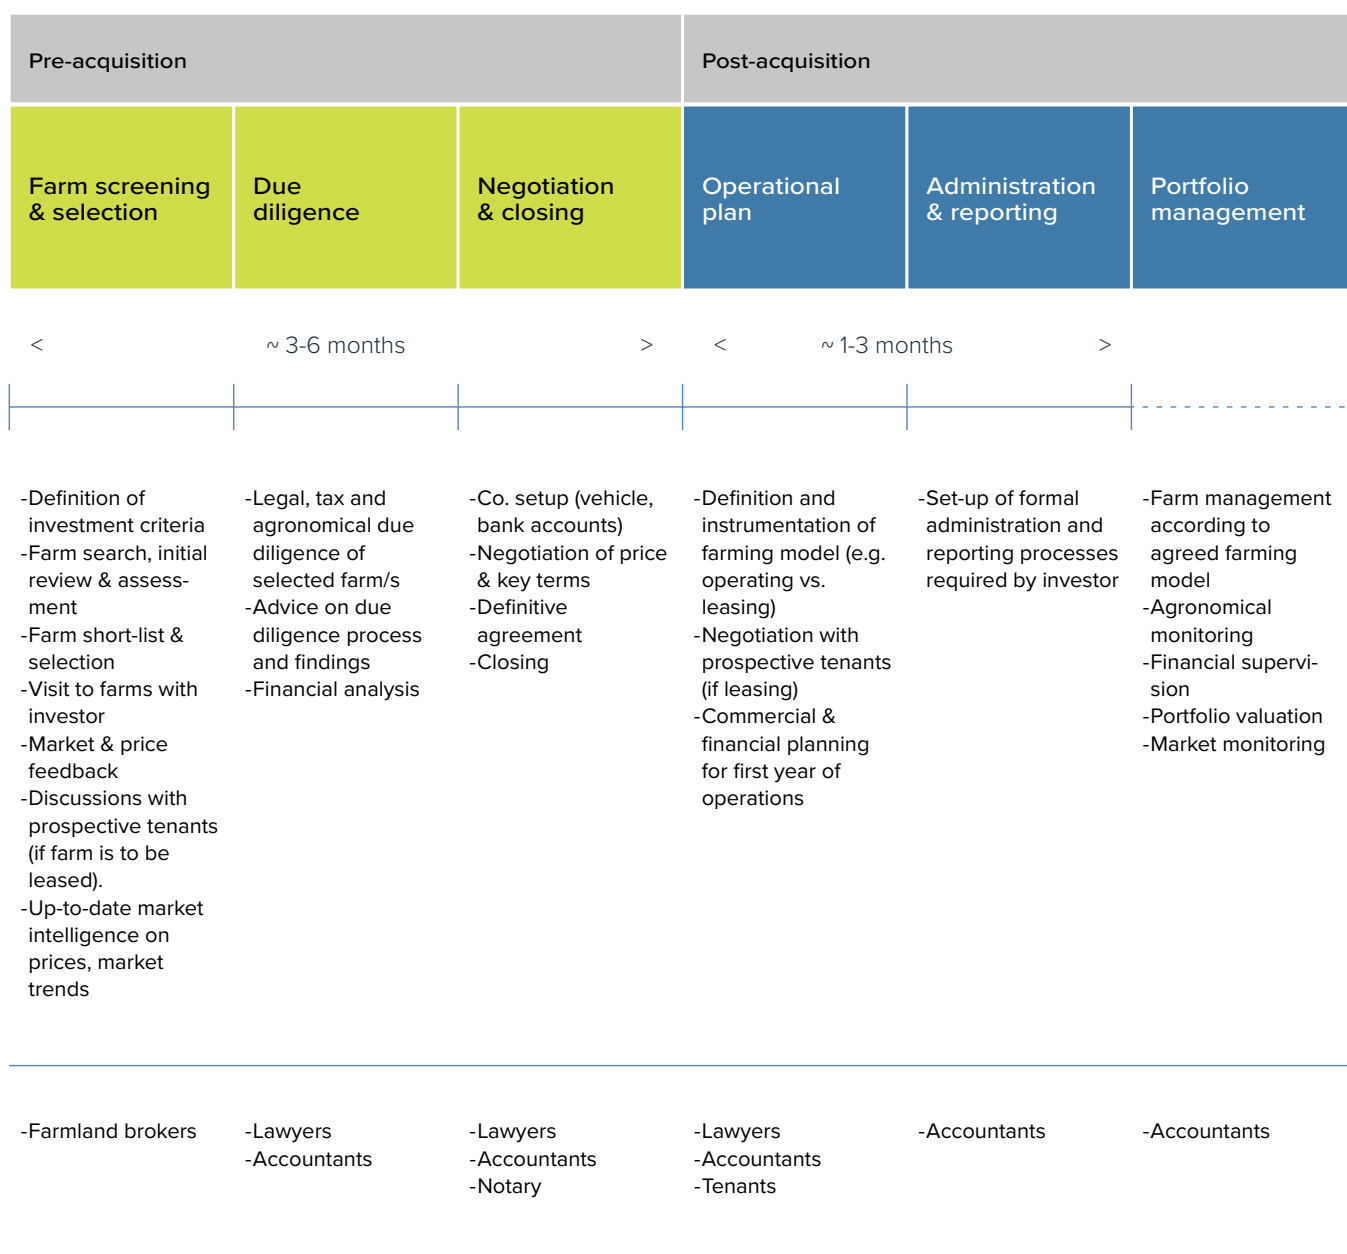 Pre-acquisition
Post-acquisition
Farm screening
& selection
Due
diligence
Negotiation
& closing
Operational
plan
Administration
& reporting
Portfolio
management
< ~ 3-6 months >
< ~ 1-3 months >
-Definition of
investment criteria
-Farm search, initial
review & assess-
ment
-Farm short-list &
selection
-Visit to farms with
investor
-Market & price
feedback
-Discussions with
prospective tenants
(if farm is to be
leased).
-Up-to-date market
intelligence on
prices, market
trends
-Legal, tax and
agronomical due
diligence of
selected farm/s
-Advice on due
diligence process
and findings
-Financial analysis
-Co. setup (vehicle,
bank accounts)
-Negotiation of price
& key terms
-Definitive
agreement
-Closing
-Definition and
instrumentation of
farming model (e.g.
operating vs.
leasing)
-Negotiation with
prospective tenants
(if leasing)
-Commercial &
financial planning
for first year of
operations
-Set-up of formal
administration and
reporting processes
required by investor
-Farm management
according to
agreed farming
model
-Agronomical
monitoring
-Financial supervi-
sion
-Portfolio valuation
-Market monitoring
-Farmland brokers
-Lawyers
-Accountants
-Lawyers
-Accountants
-Notary
-Lawyers
-Accountants
-Tenants
-Accountants
-Accountants